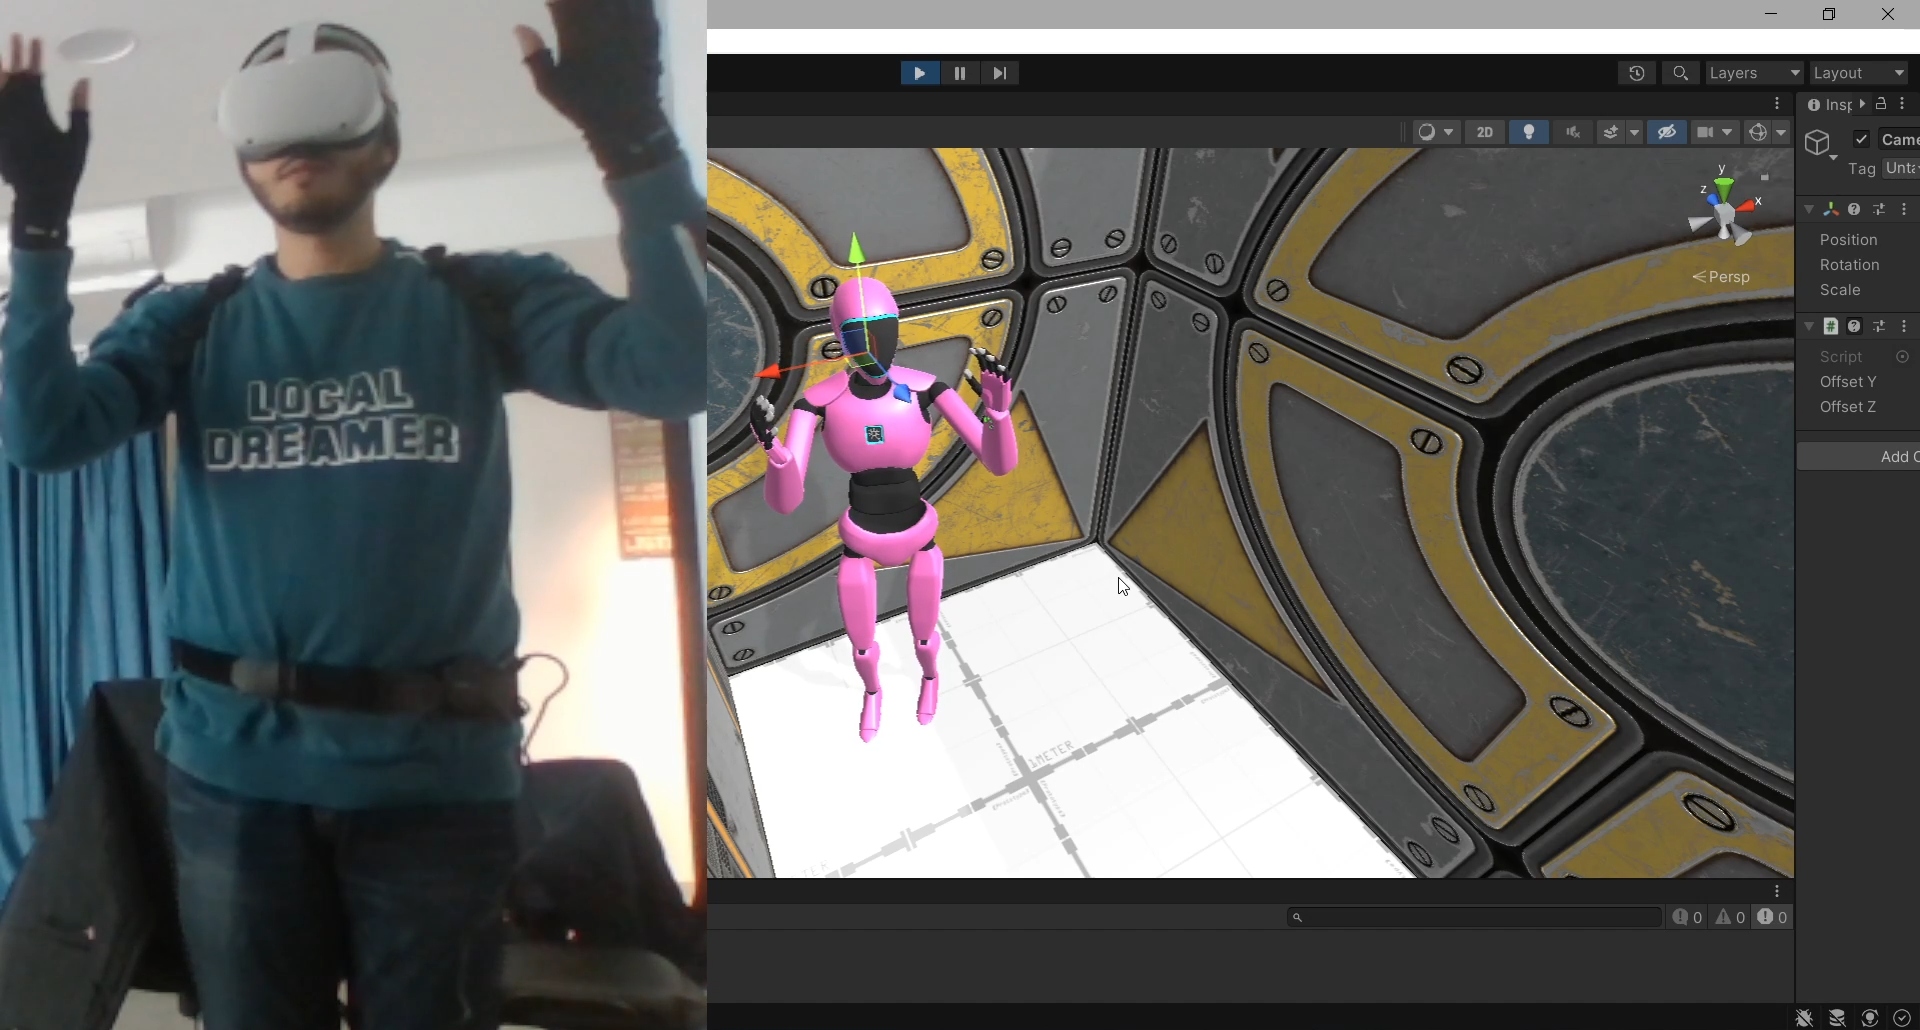 LOCAL
DREAMER
Layers
Layout
Insp
2D
Came
Tag
Unta
y
z
x
Persp
Position
Rotation
Scale
Script
Offset Y
Offset Z
Add C
1METER
0
0
0